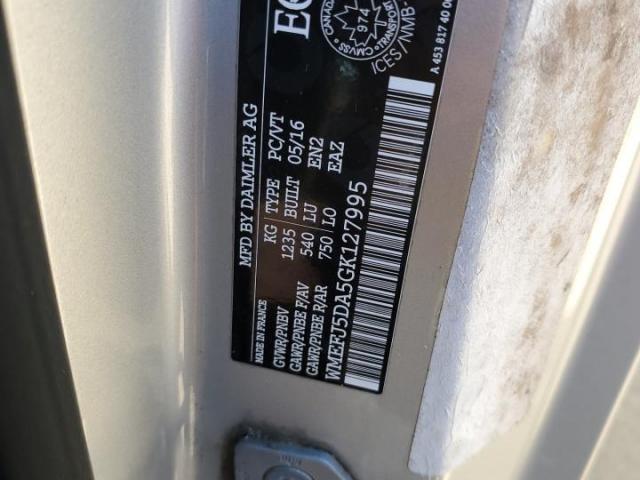 MFD BY DAIMLER AG
MADE IN FRANCE
KG TYPE PC/VT
GVWR/PNBV 1235 BUILT 05/16
GAWR/PNBE F/AV 540 LU EN2
GAWR/PNBE R/AR 750 LO EAZ
WMEFJ5DA5GK127995
CANADA
974
CMVSS
TRANSPORT
ICES/NMB-
A 453 817 40 00